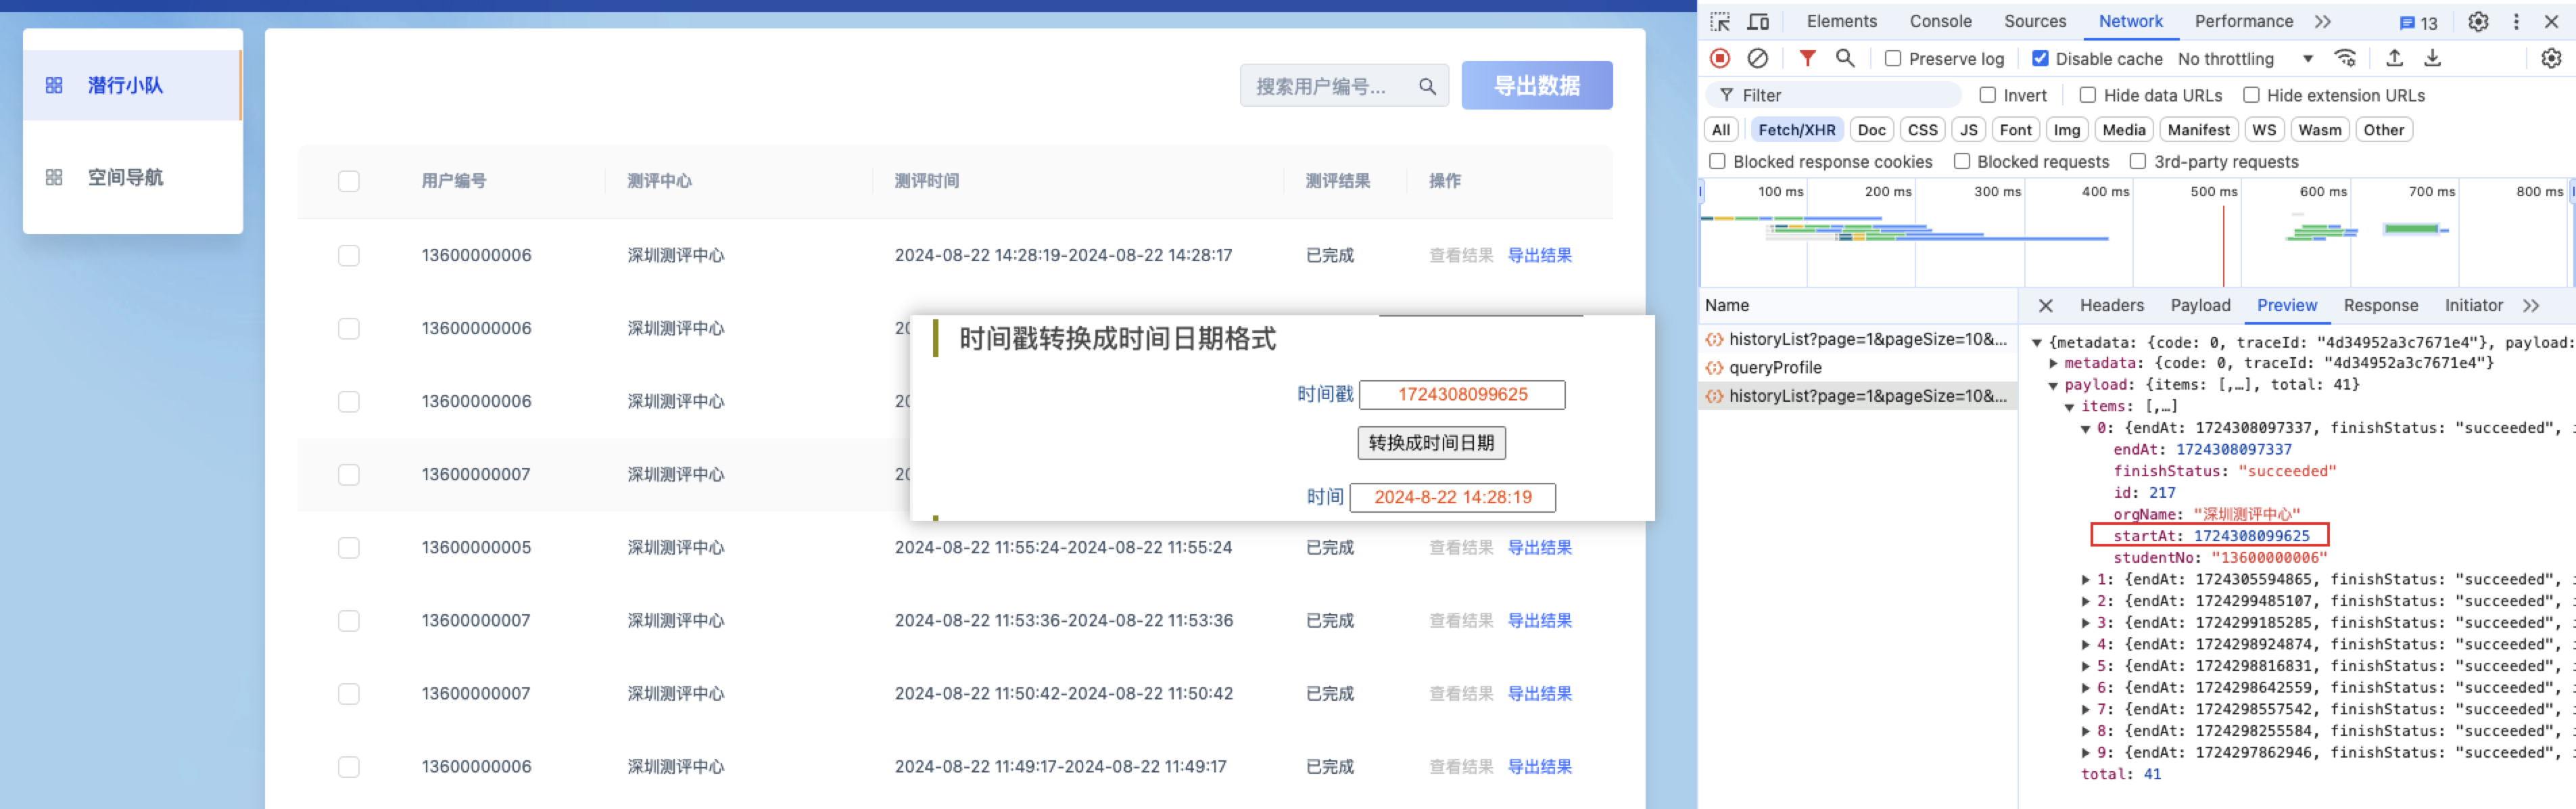 潜行小队
空间导航
搜索用户编号...
导出数据
用户编号 测评中心 测评时间 测评结果 操作
13600000006 深圳测评中心 2024-08-22 14:28:19-2024-08-22 14:28:17 已完成 查看结果 导出结果
13600000006 深圳测评中心
13600000006 深圳测评中心
13600000007 深圳测评中心
13600000005 深圳测评中心 2024-08-22 11:55:24-2024-08-22 11:55:24 已完成 查看结果 导出结果
13600000007 深圳测评中心 2024-08-22 11:53:36-2024-08-22 11:53:36 已完成 查看结果 导出结果
13600000007 深圳测评中心 2024-08-22 11:50:42-2024-08-22 11:50:42 已完成 查看结果 导出结果
13600000006 深圳测评中心 2024-08-22 11:49:17-2024-08-22 11:49:17 已完成 查看结果 导出结果
时间戳转换成时间日期格式
时间戳 1724308099625
转换成时间日期
时间 2024-8-22 14:28:19
Elements Console Sources Network Performance 13
Preserve log Disable cache No throttling
Filter Invert Hide data URLs Hide extension URLs
All Fetch/XHR Doc CSS JS Font Img Media Manifest WS Wasm Other
Blocked response cookies Blocked requests 3rd-party requests
100 ms 200 ms 300 ms 400 ms 500 ms 600 ms 700 ms 800 ms
Name
historyList?page=1&pageSize=10&...
queryProfile
historyList?page=1&pageSize=10&...
Headers Payload Preview Response Initiator
{metadata: {code: 0, traceId: "4d34952a3c7671e4"}, payload:
metadata: {code: 0, traceId: "4d34952a3c7671e4"}
payload: {items: [,…], total: 41}
items: [,…]
0: {endAt: 1724308097337, finishStatus: "succeeded",
endAt: 1724308097337
finishStatus: "succeeded"
id: 217
orgName: "深圳测评中心"
startAt: 1724308099625
studentNo: "13600000006"
1: {endAt: 1724305594865, finishStatus: "succeeded",
2: {endAt: 1724299485107, finishStatus: "succeeded",
3: {endAt: 1724299185285, finishStatus: "succeeded",
4: {endAt: 1724298924874, finishStatus: "succeeded",
5: {endAt: 1724298816831, finishStatus: "succeeded",
6: {endAt: 1724298642559, finishStatus: "succeeded",
7: {endAt: 1724298557542, finishStatus: "succeeded",
8: {endAt: 1724298255584, finishStatus: "succeeded",
9: {endAt: 1724297862946, finishStatus: "succeeded",
total: 41